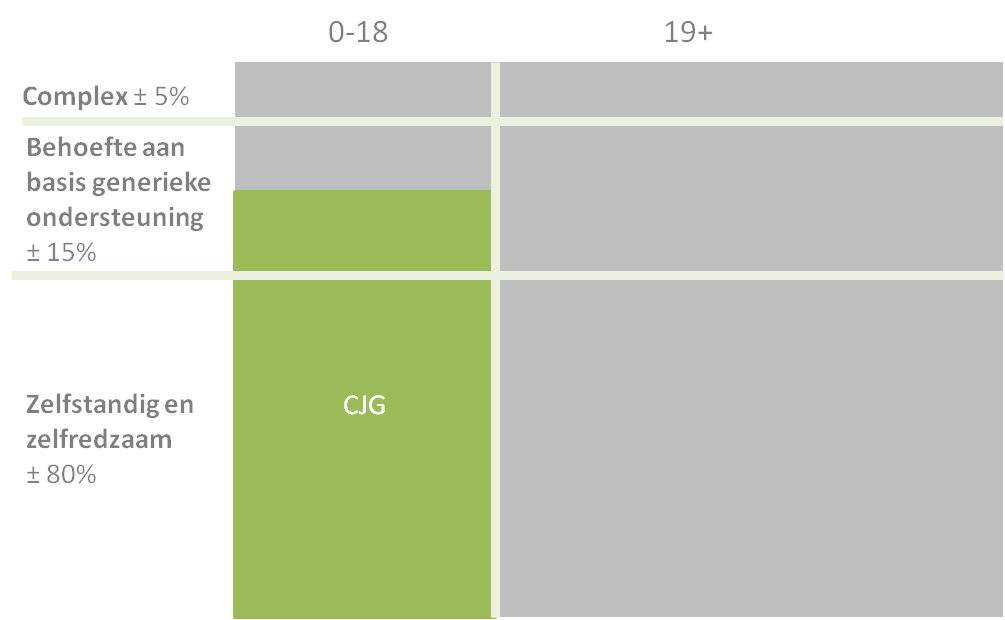 0-18 19+
Complex ± 5%
Behoefte aan
basis generieke
ondersteuning
± 15%
Zelfstandig en
zelfredzaam
± 80%
CJG